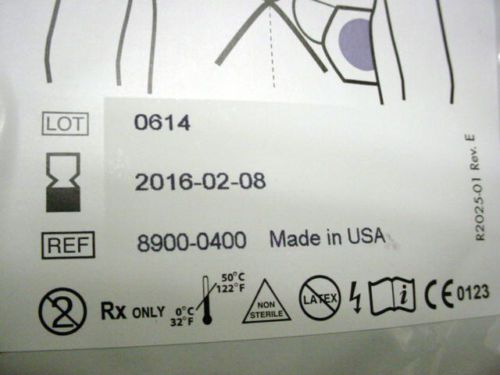 LOT 0614
2016-02-08
REF 8900-0400 Made in USA
2 Rx ONLY 0°C 32°F 50°C 122°F NON STERILE LATEX i CE 0123
R2025-01 Rev. E